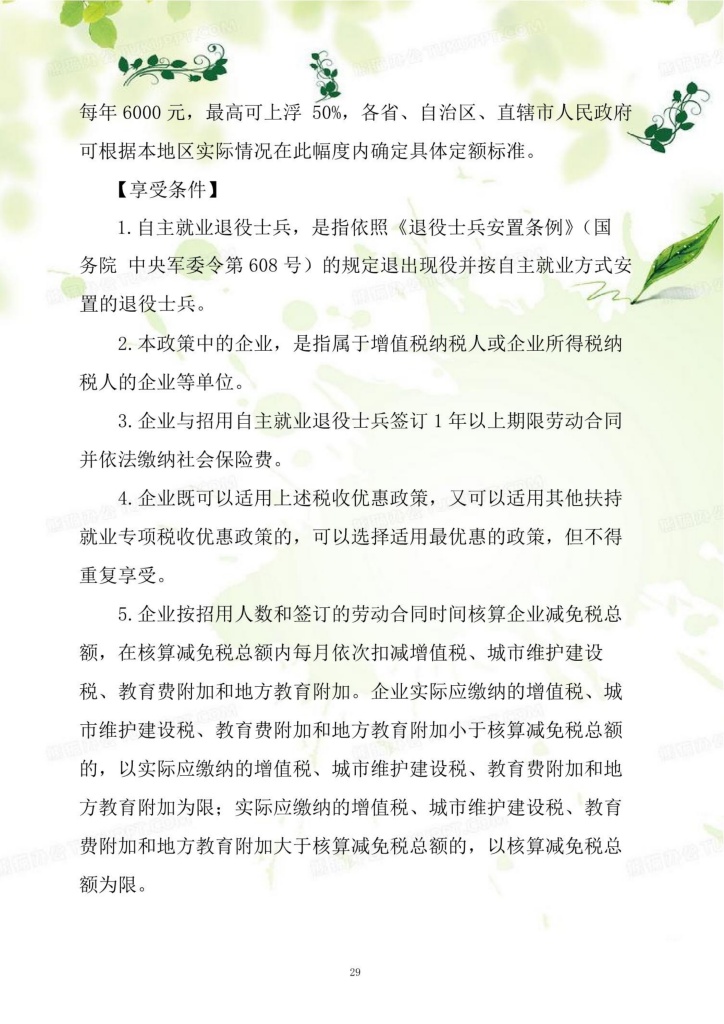 每年 6000 元，最高可上浮 50%，各省、自治区、直辖市人民政府
可根据本地区实际情况在此幅度内确定具体定额标准。
【享受条件】
1.自主就业退役士兵，是指依照《退役士兵安置条例》（国
务院 中央军委令第 608 号）的规定退出现役并按自主就业方式安
置的退役士兵。
2.本政策中的企业，是指属于增值税纳税人或企业所得税纳
税人的企业等单位。
3.企业与招用自主就业退役士兵签订 1 年以上期限劳动合同
并依法缴纳社会保险费。
4.企业既可以适用上述税收优惠政策，又可以适用其他扶持
就业专项税收优惠政策的，可以选择适用最优惠的政策，但不得
重复享受。
5.企业按招用人数和签订的劳动合同时间核算企业减免税总
额，在核算减免税总额内每月依次扣减增值税、城市维护建设
税、教育费附加和地方教育附加。企业实际应缴纳的增值税、城
市维护建设税、教育费附加和地方教育附加小于核算减免税总额
的，以实际应缴纳的增值税、城市维护建设税、教育费附加和地
方教育附加为限；实际应缴纳的增值税、城市维护建设税、教育
费附加和地方教育附加大于核算减免税总额的，以核算减免税总
额为限。
29